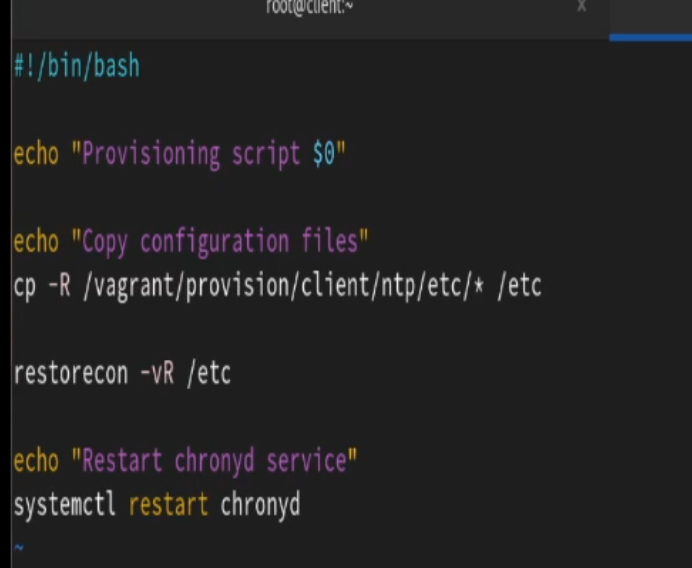 root@client:~ x
#!/bin/bash
echo "Provisioning script $0"
echo "Copy configuration files"
cp -R /vagrant/provision/client/ntp/etc/* /etc
restorecon -vR /etc
echo "Restart chronyd service"
systemctl restart chronyd
~